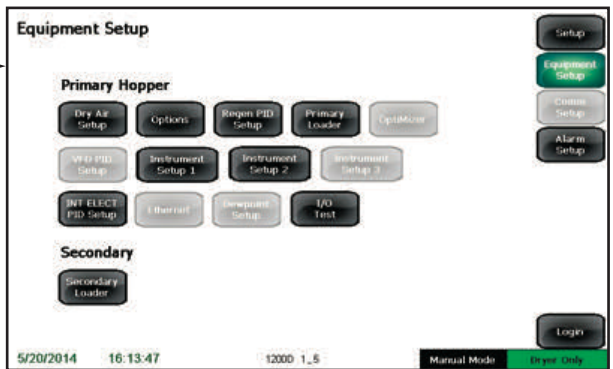 Equipment Setup
Setup
Equipment
Setup
Comm
Setup
Alarm
Setup
Primary Hopper
Dry Air
Setup
Options
Regen PID
Setup
Primary
Loader
OptiMizer
VFD PID
Setup
Instrument
Setup 1
Instrument
Setup 2
Instrument
Setup 3
INT ELECT
PID Setup
Ethernet
Dewpoint
Setup
I/O
Test
Secondary
Secondary
Loader
Login
5/20/2014 16:13:47 12000 1_5 Manual Mode Dryer Only